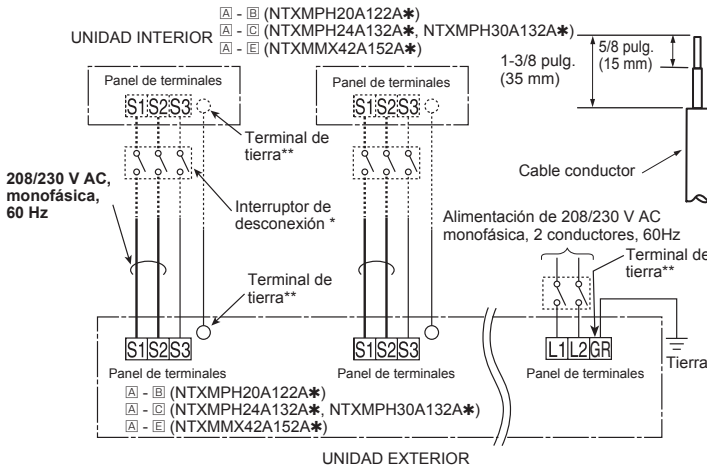 🄰 - 🄱 (NTXMPH20A122A✱)
UNIDAD INTERIOR
🄰 - 🄲 (NTXMPH24A132A✱, NTXMPH30A132A✱)
🄰 - 🄴 (NTXMMX42A152A✱)
1-3/8 pulg.
(35 mm)
5/8 pulg.
(15 mm)
Panel de terminales
S1 S2 S3
Panel de terminales
S1 S2 S3
Terminal de
tierra**
Cable conductor
208/230 V AC,
monofásica,
60 Hz
Interruptor de
desconexión *
Alimentación de 208/230 V AC
monofásica, 2 conductores, 60Hz
Terminal de
tierra**
Terminal de
tierra**
S1 S2 S3
Panel de terminales
S1 S2 S3
Panel de terminales
L1 L2 GR
Panel de terminales
Tierra
🄰 - 🄱 (NTXMPH20A122A✱)
🄰 - 🄲 (NTXMPH24A132A✱, NTXMPH30A132A✱)
🄰 - 🄴 (NTXMMX42A152A✱)
UNIDAD EXTERIOR